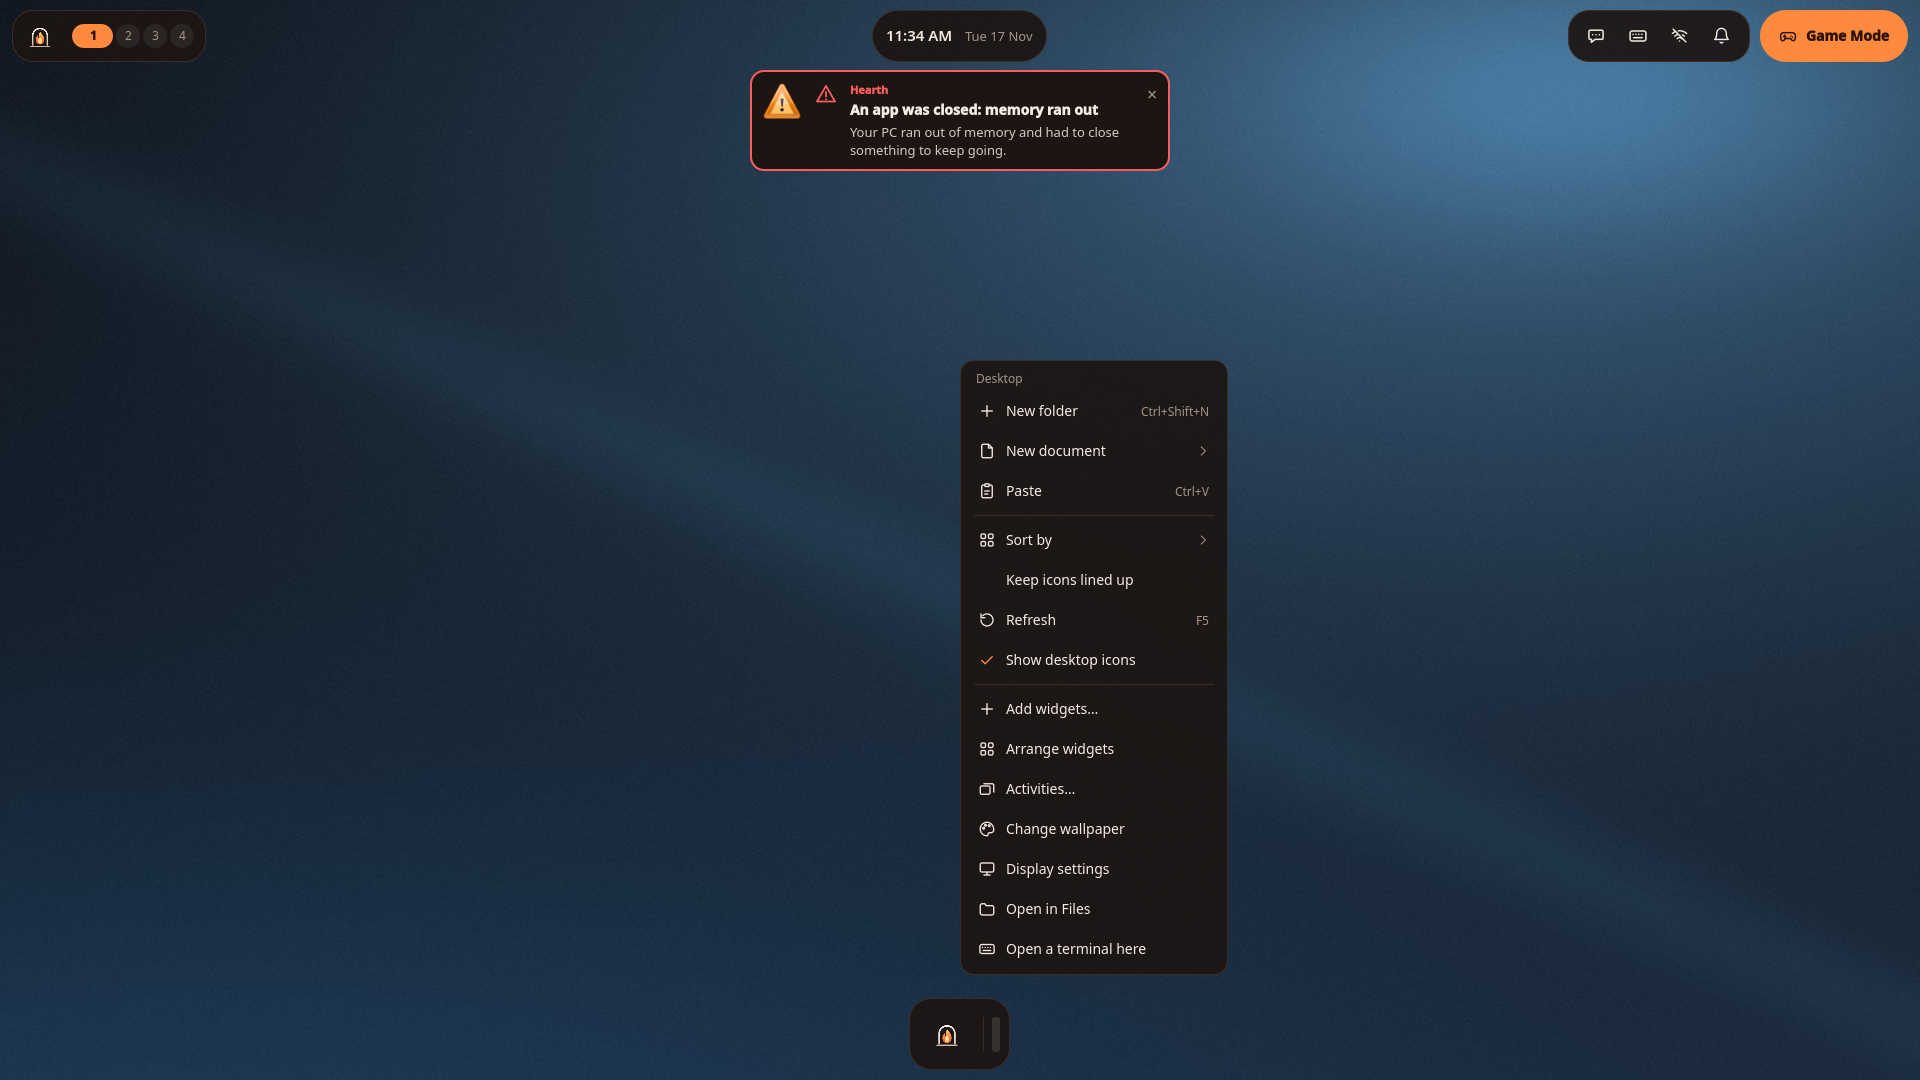 1 2 3 4
11:34 AM Tue 17 Nov
Game Mode
Hearth
An app was closed: memory ran out
Your PC ran out of memory and had to close
something to keep going.
Desktop
New folder Ctrl+Shift+N
New document
Paste Ctrl+V
Sort by
Keep icons lined up
Refresh F5
Show desktop icons
Add widgets...
Arrange widgets
Activities...
Change wallpaper
Display settings
Open in Files
Open a terminal here